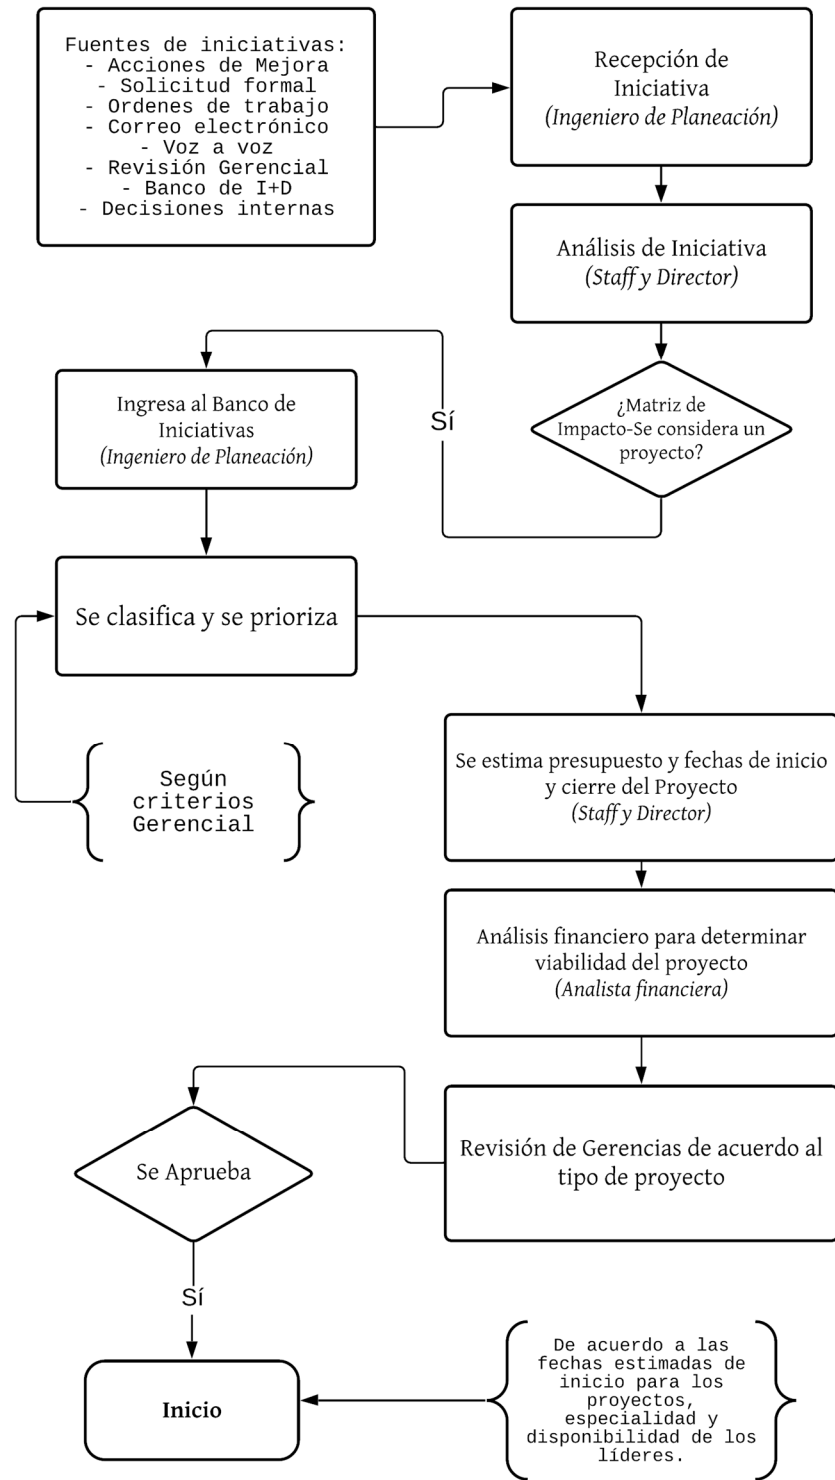 Fuentes de iniciativas:
- Acciones de Mejora
- Solicitud formal
- Ordenes de trabajo
- Correo electrónico
- Voz a voz
- Revisión Gerencial
- Banco de I+D
- Decisiones internas
Recepción de
Iniciativa
(Ingeniero de Planeación)
Análisis de Iniciativa
(Staff y Director)
¿Matriz de
Impacto-Se considera un
proyecto?
Sí
Ingresa al Banco de
Iniciativas
(Ingeniero de Planeación)
Se clasifica y se prioriza
Según
criterios
Gerencial
Se estima presupuesto y fechas de inicio
y cierre del Proyecto
(Staff y Director)
Análisis financiero para determinar
viabilidad del proyecto
(Analista financiera)
Revisión de Gerencias de acuerdo al
tipo de proyecto
Se Aprueba
Sí
Inicio
De acuerdo a las
fechas estimadas de
inicio para los
proyectos,
especialidad y
disponibilidad de los
líderes.